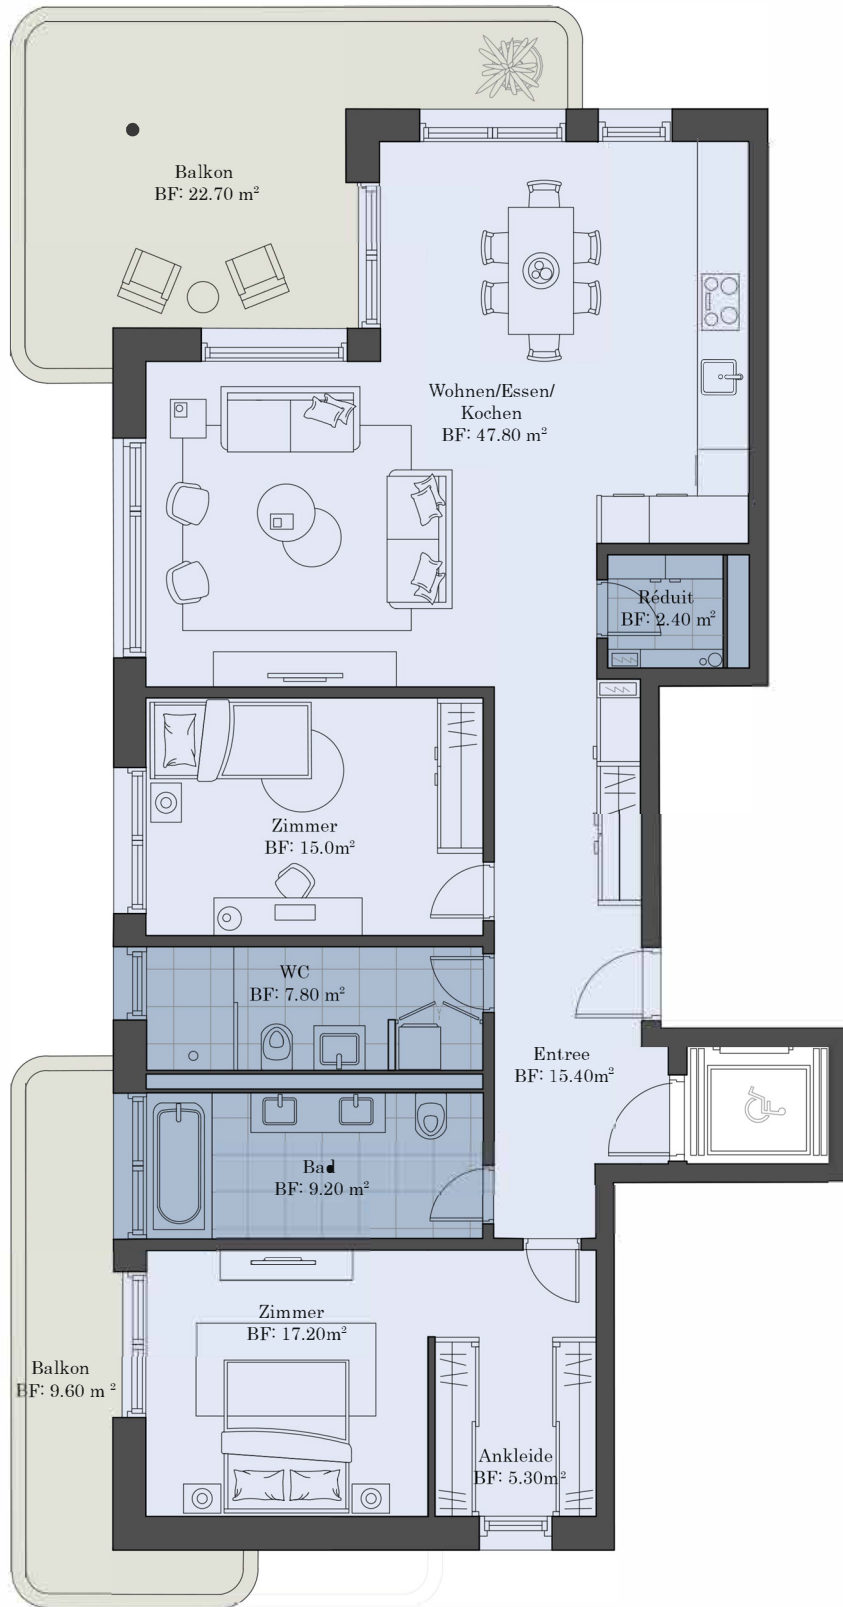 Balkon
BF: 22.70 m²
Wohnen/Essen/
Kochen
BF: 47.80 m²
Réduit
BF: 2.40 m²
Zimmer
BF: 15.0m²
WC
BF: 7.80 m²
Entree
BF: 15.40m²
Bad
BF: 9.20 m²
Zimmer
BF: 17.20m²
Balkon
BF: 9.60 m²
Ankleide
BF: 5.30m²